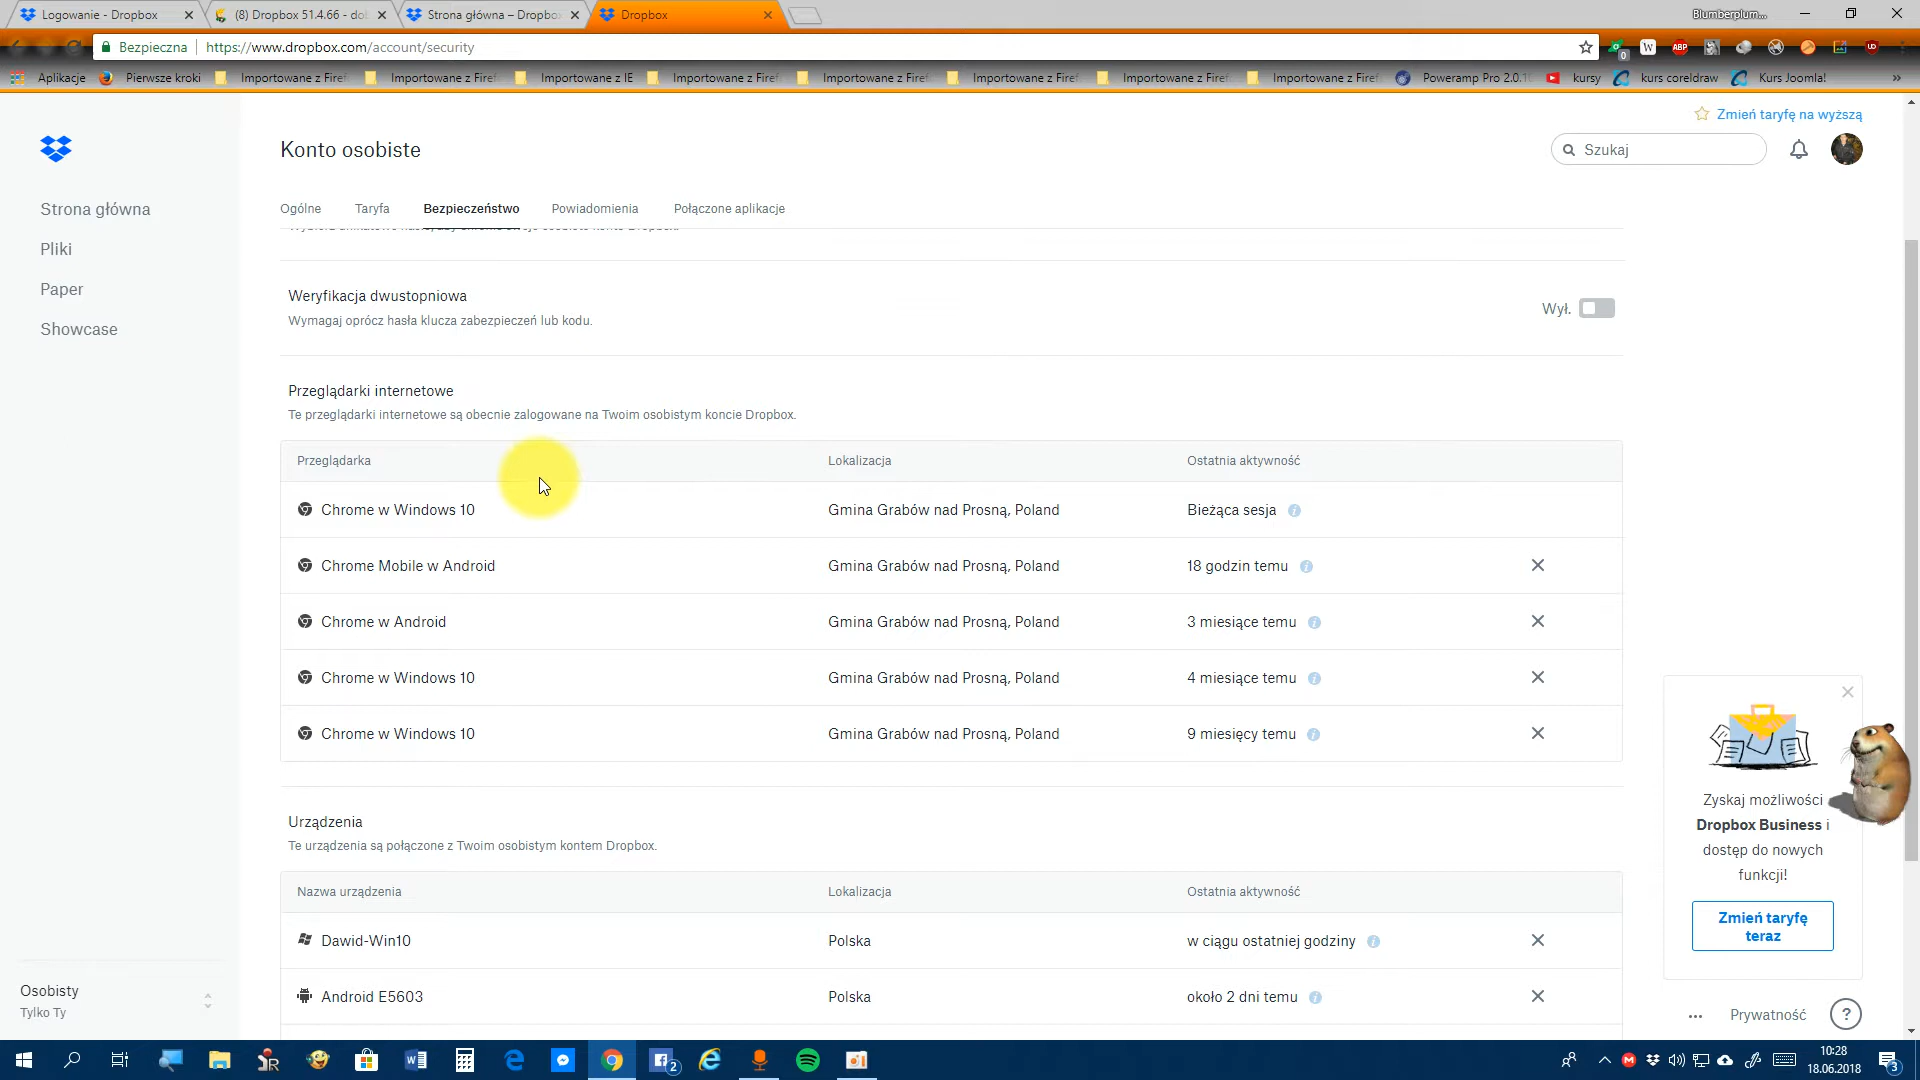 Logowanie - Dropbox
(8) Dropbox 51.4.66 - dob
Strona główna – Dropbox
Dropbox
Blumberplum...
Bezpieczna
https://www.dropbox.com/account/security
Aplikacje
Pierwsze kroki
Importowane z Firef
Importowane z Firef
Importowane z IE
Importowane z Firef
Importowane z Firef
Importowane z Firef
Importowane z Firef
Importowane z Firef
Poweramp Pro 2.0.10
kursy
kurs coreldraw
Kurs Joomla!
»
Zmień taryfę na wyższą
Konto osobiste
Szukaj
Strona główna
Pliki
Paper
Showcase
Ogólne
Taryfa
Bezpieczeństwo
Powiadomienia
Połączone aplikacje
Weryfikacja dwustopniowa
Wymagaj oprócz hasła klucza zabezpieczeń lub kodu.
Wył.
Przeglądarki internetowe
Te przeglądarki internetowe są obecnie zalogowane na Twoim osobistym koncie Dropbox.
Przeglądarka Lokalizacja Ostatnia aktywność
Chrome w Windows 10 Gmina Grabów nad Prosną, Poland Bieżąca sesja
Chrome Mobile w Android Gmina Grabów nad Prosną, Poland 18 godzin temu
Chrome w Android Gmina Grabów nad Prosną, Poland 3 miesiące temu
Chrome w Windows 10 Gmina Grabów nad Prosną, Poland 4 miesiące temu
Chrome w Windows 10 Gmina Grabów nad Prosną, Poland 9 miesięcy temu
Urządzenia
Te urządzenia są połączone z Twoim osobistym kontem Dropbox.
Nazwa urządzenia Lokalizacja Ostatnia aktywność
Dawid-Win10 Polska w ciągu ostatniej godziny
Android E5603 Polska około 2 dni temu
Zyskaj możliwości
Dropbox Business i
dostęp do nowych
funkcji!
Zmień taryfę
teraz
Osobisty
Tylko Ty
...
Prywatność
?
10:28
18.06.2018